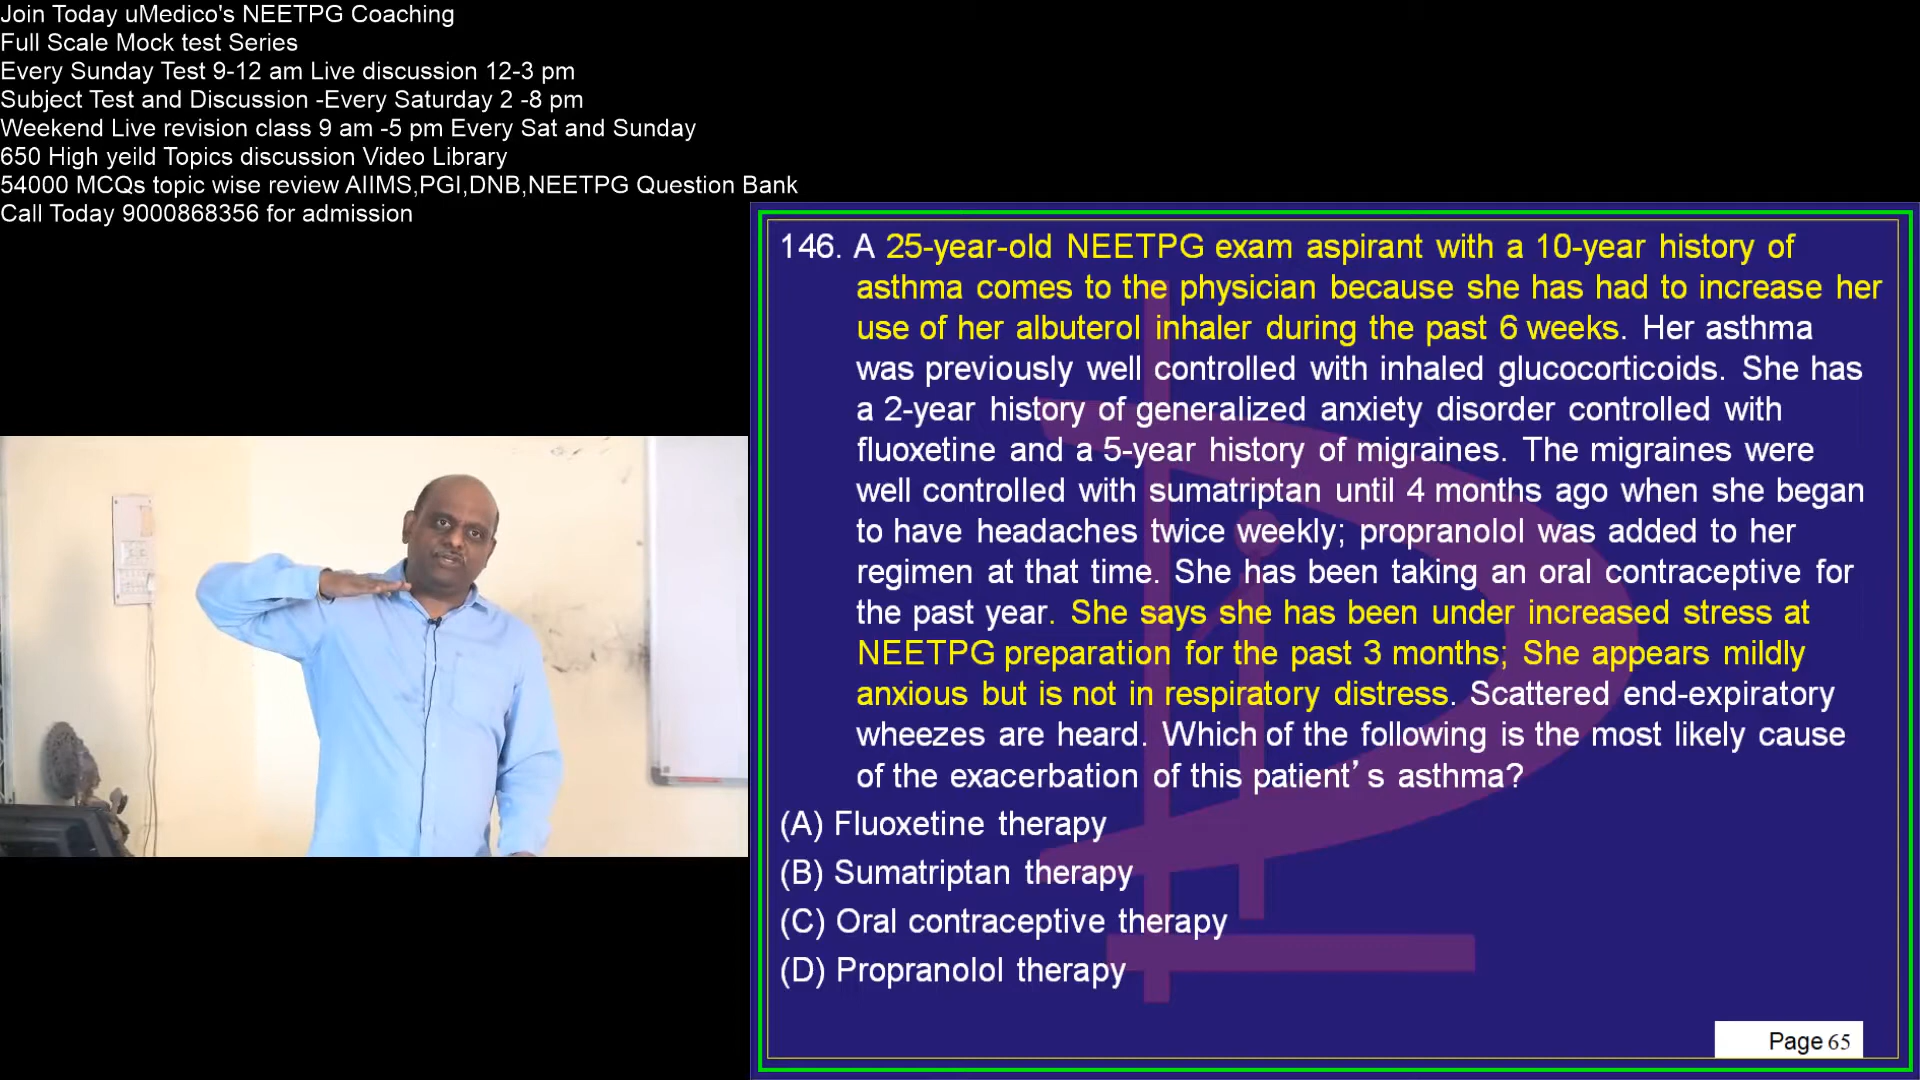 Join Today uMedico's NEETPG Coaching
Full Scale Mock test Series
Every Sunday Test 9-12 am Live discussion 12-3 pm
Subject Test and Discussion -Every Saturday 2 -8 pm
Weekend Live revision class 9 am -5 pm Every Sat and Sunday
650 High yeild Topics discussion Video Library
54000 MCQs topic wise review AIIMS,PGI,DNB,NEETPG Question Bank
Call Today 9000868356 for admission
146. A 25-year-old NEETPG exam aspirant with a 10-year history of
asthma comes to the physician because she has had to increase her
use of her albuterol inhaler during the past 6 weeks. Her asthma
was previously well controlled with inhaled glucocorticoids. She has
a 2-year history of generalized anxiety disorder controlled with
fluoxetine and a 5-year history of migraines. The migraines were
well controlled with sumatriptan until 4 months ago when she began
to have headaches twice weekly; propranolol was added to her
regimen at that time. She has been taking an oral contraceptive for
the past year. She says she has been under increased stress at
NEETPG preparation for the past 3 months; She appears mildly
anxious but is not in respiratory distress. Scattered end-expiratory
wheezes are heard. Which of the following is the most likely cause
of the exacerbation of this patient’s asthma?
(A) Fluoxetine therapy
(B) Sumatriptan therapy
(C) Oral contraceptive therapy
(D) Propranolol therapy
Page 65